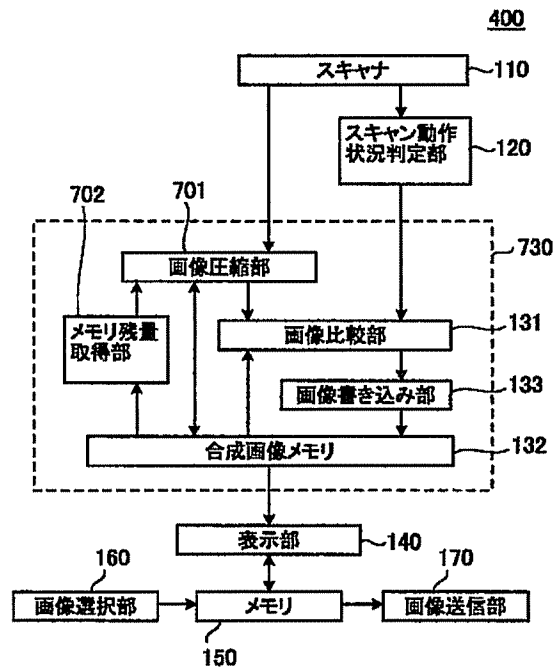 400
スキャナ
110
スキャン動作
状況判定部
120
702
701
730
画像圧縮部
メモリ残量
取得部
画像比較部
131
画像書き込み部
133
合成画像メモリ
132
表示部
140
160
170
画像選択部
メモリ
画像送信部
150